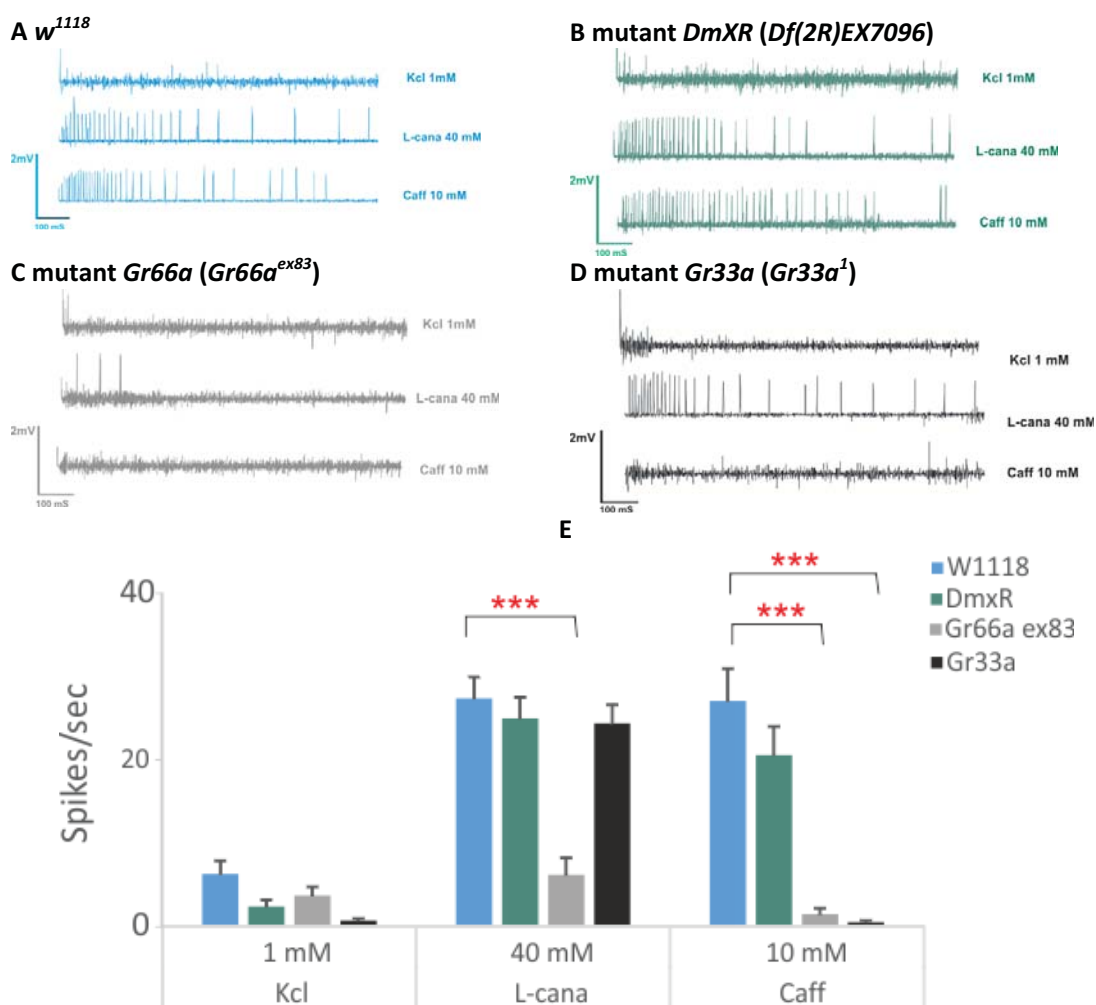 A w1118
Kcl 1mM
L-cana 40 mM
2mV
Caff 10 mM
100 mS
B mutant DmXR (Df(2R)EX7096)
Kcl 1mM
L-cana 40 mM
2mV
Caff 10 mM
100 mS
C mutant Gr66a (Gr66aex83)
Kcl 1mM
L-cana 40 mM
2mV
Caff 10 mM
100 mS
D mutant Gr33a (Gr33a1)
Kcl 1 mM
L-cana 40 mM
2mV
Caff 10 mM
100 mS
E
40
20
0
Spikes/sec
***
***
***
W1118
DmxR
Gr66a ex83
Gr33a
1 mM 40 mM 10 mM
Kcl L-cana Caff